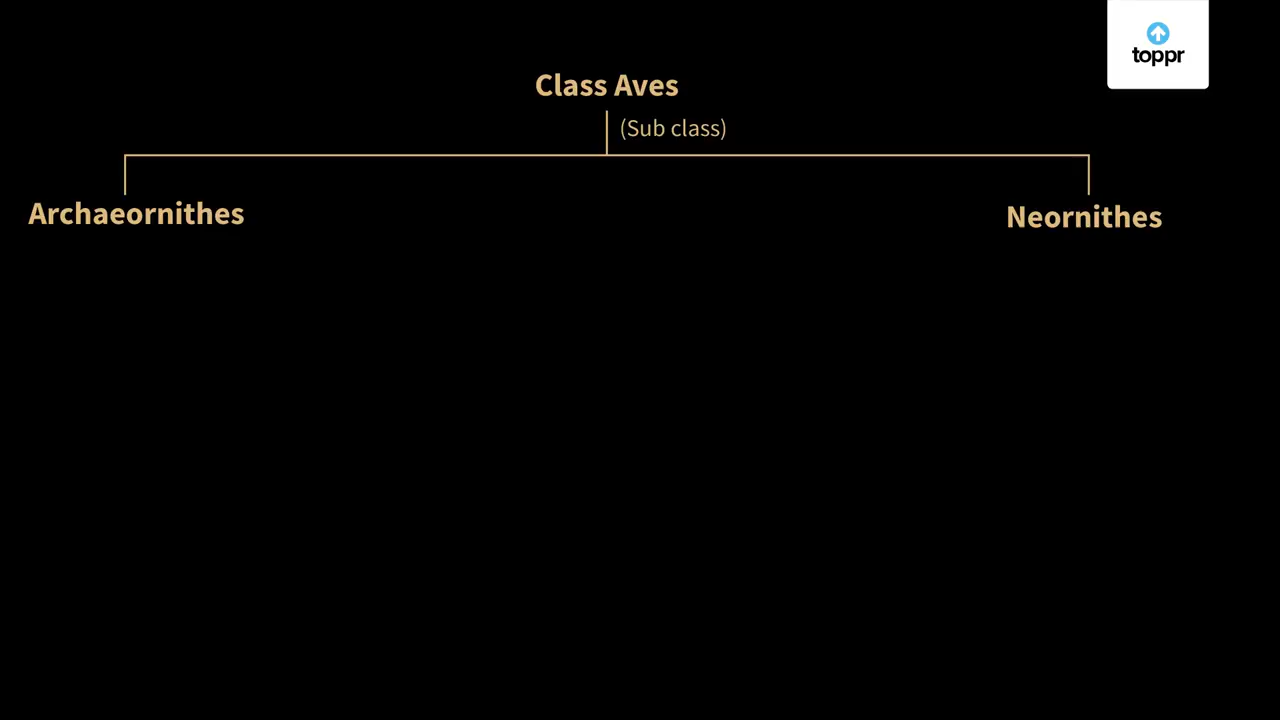 toppr
Class Aves
(Sub class)
Archaeornithes
Neornithes